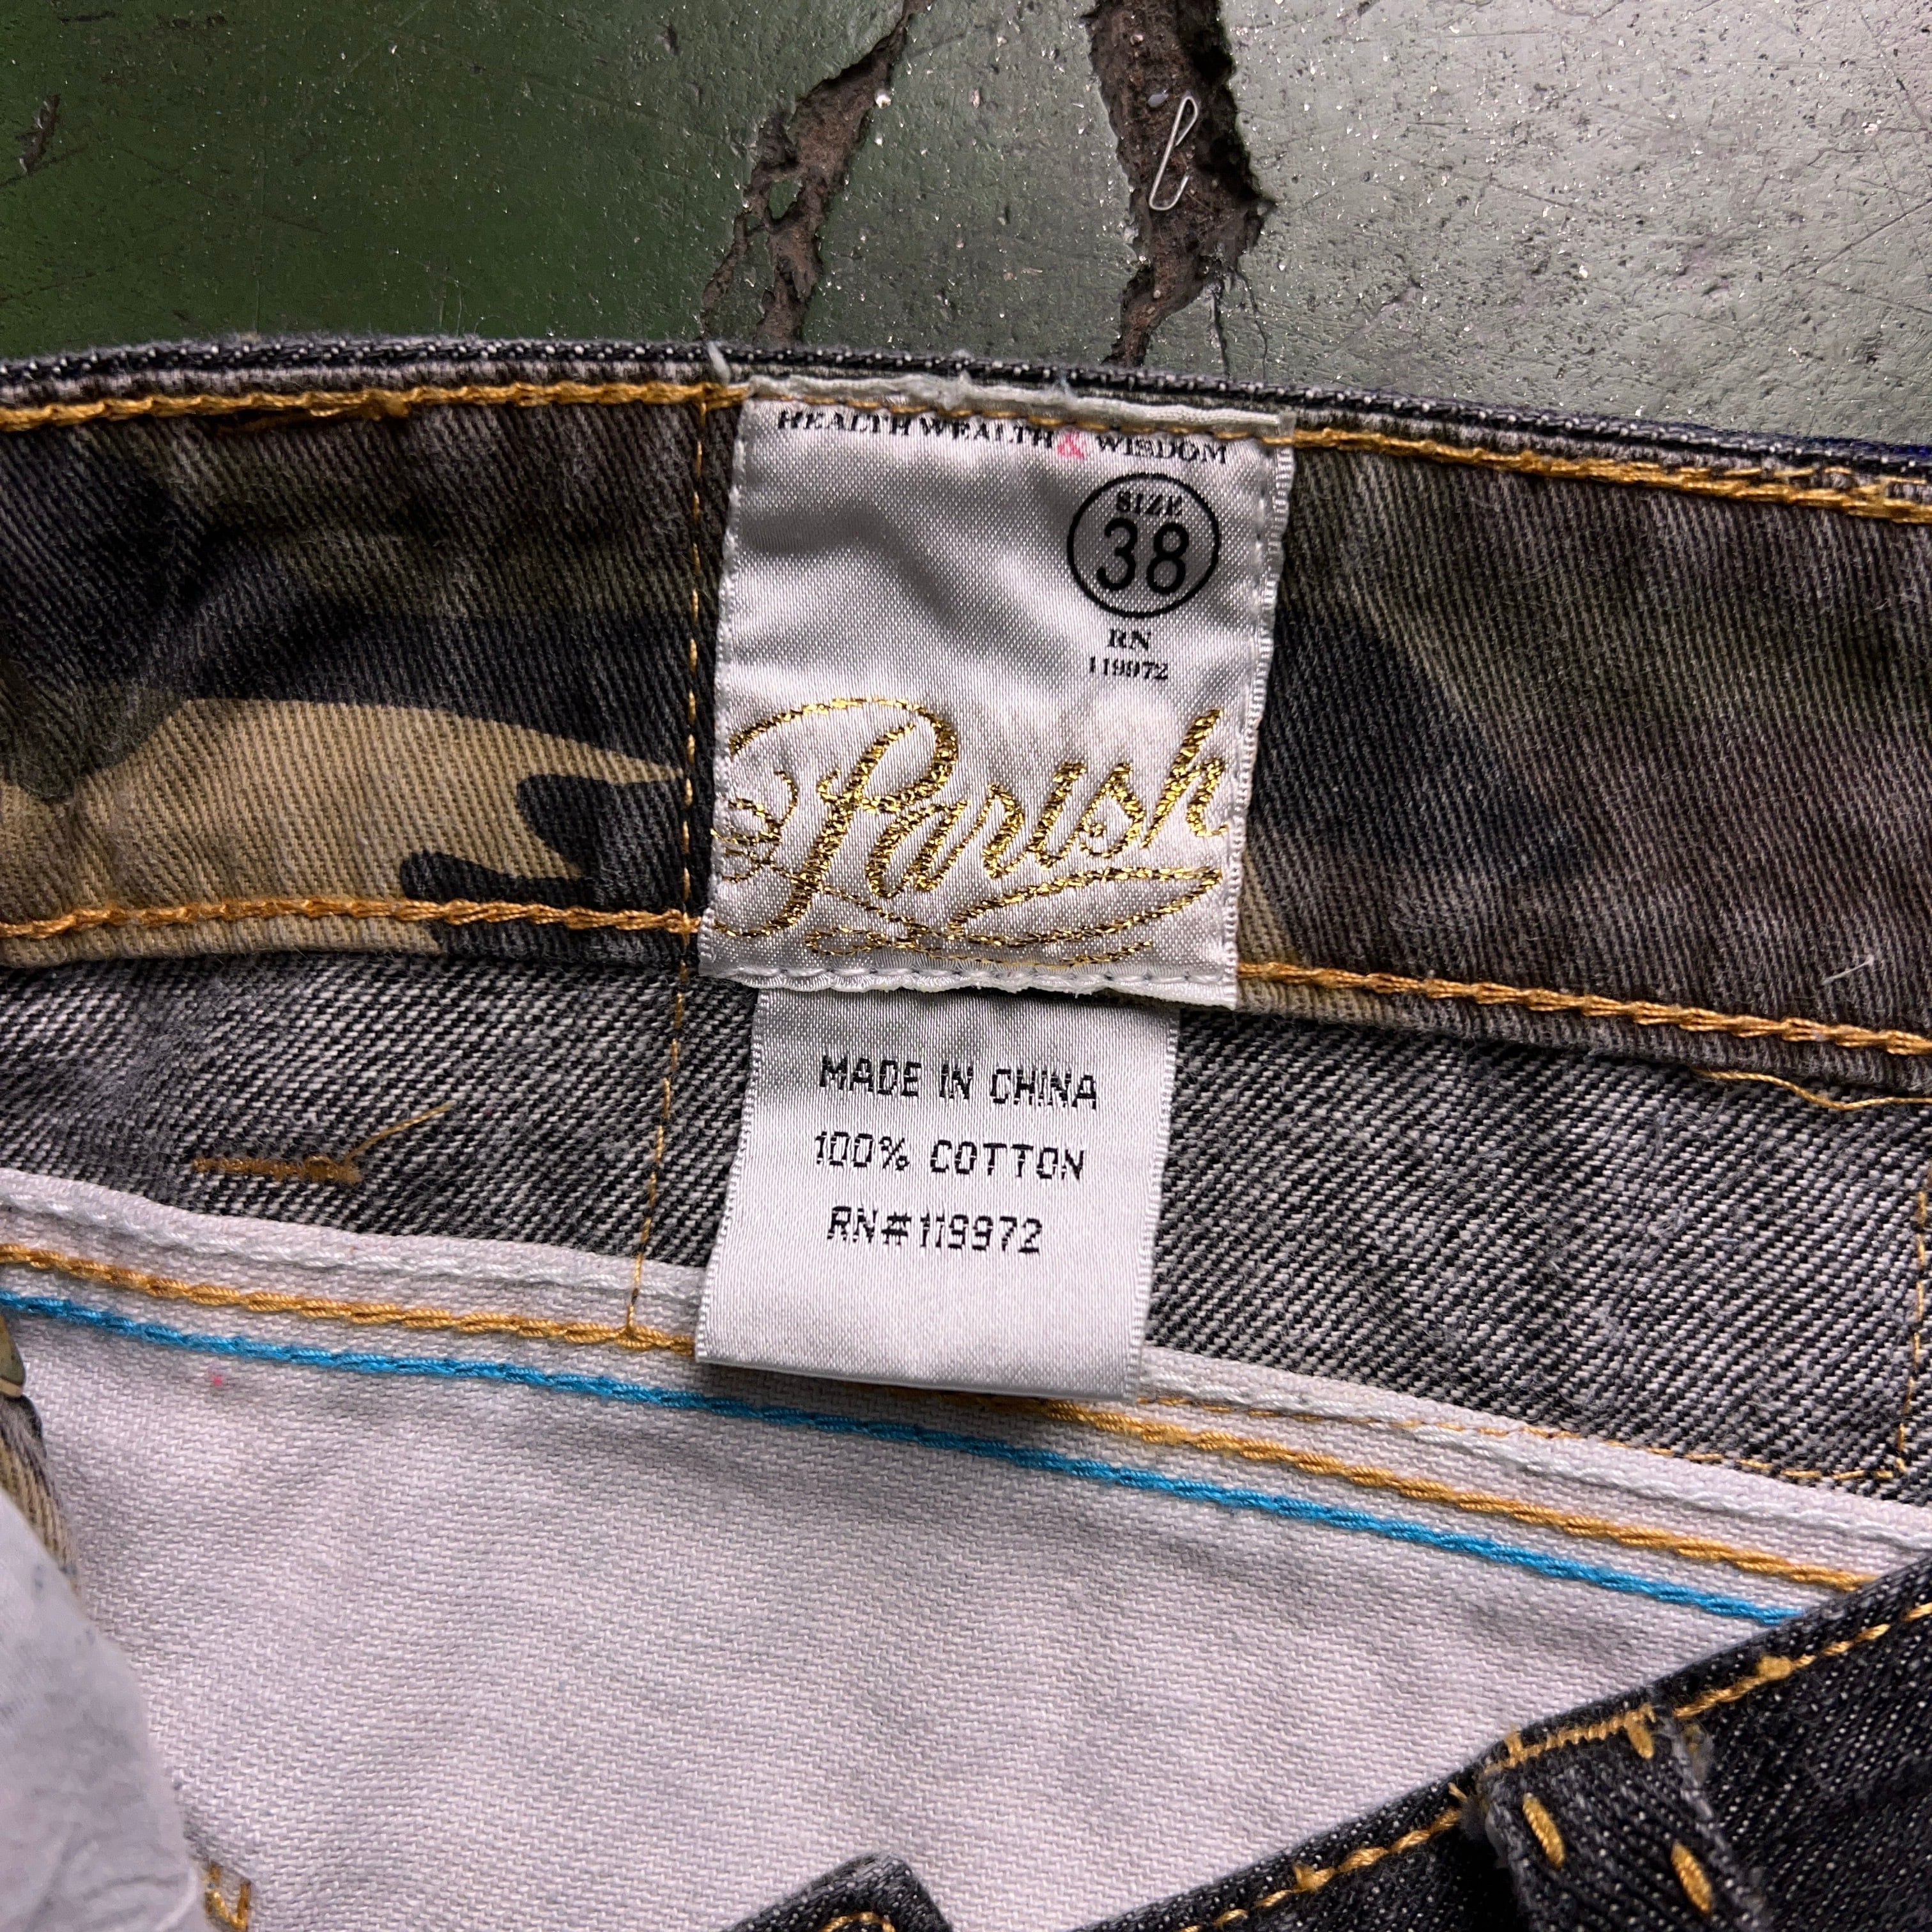 HEALTH WEALTH & WISDOM
SIZE
38
RN
119972
Parish
MADE IN CHINA
100% COTTON
RN#119972